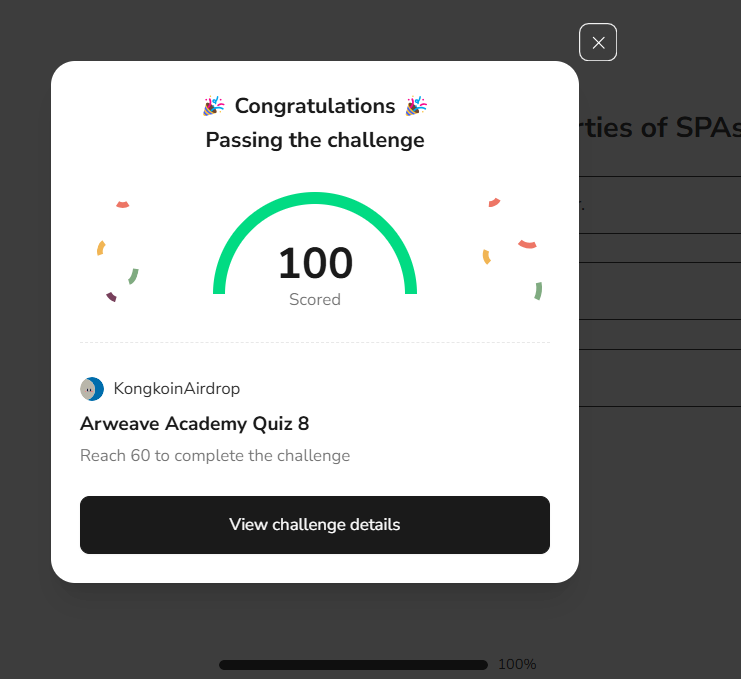 Congratulations
Passing the challenge
rties of SPAs
100
Scored
KongkoinAirdrop
Arweave Academy Quiz 8
Reach 60 to complete the challenge
View challenge details
100%